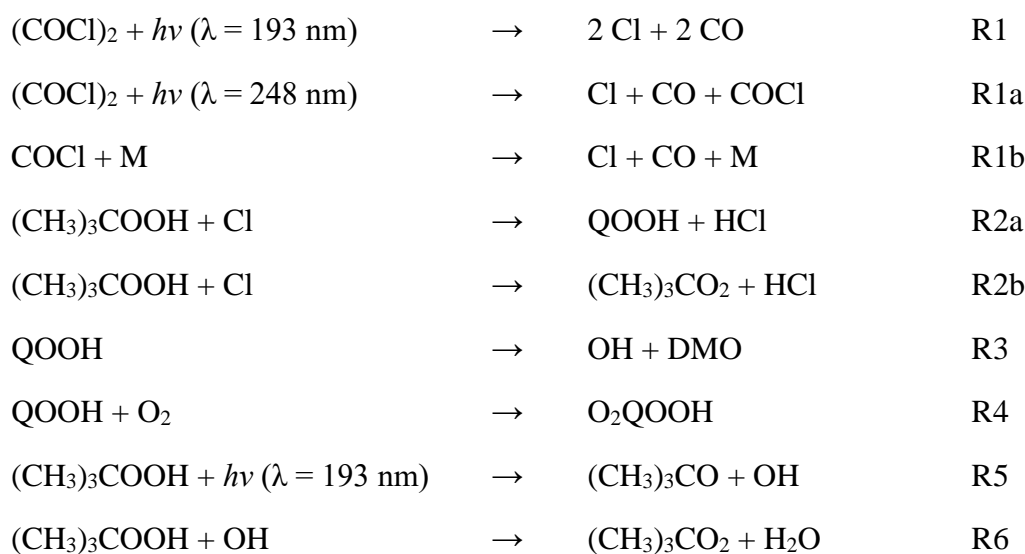 (COCl)₂ + hν (λ = 193 nm) → 2 Cl + 2 CO R1
(COCl)₂ + hν (λ = 248 nm) → Cl + CO + COCl R1a
COCl + M → Cl + CO + M R1b
(CH₃)₃COOH + Cl → QOOH + HCl R2a
(CH₃)₃COOH + Cl → (CH₃)₃CO₂ + HCl R2b
QOOH → OH + DMO R3
QOOH + O₂ → O₂QOOH R4
(CH₃)₃COOH + hν (λ = 193 nm) → (CH₃)₃CO + OH R5
(CH₃)₃COOH + OH → (CH₃)₃CO₂ + H₂O R6